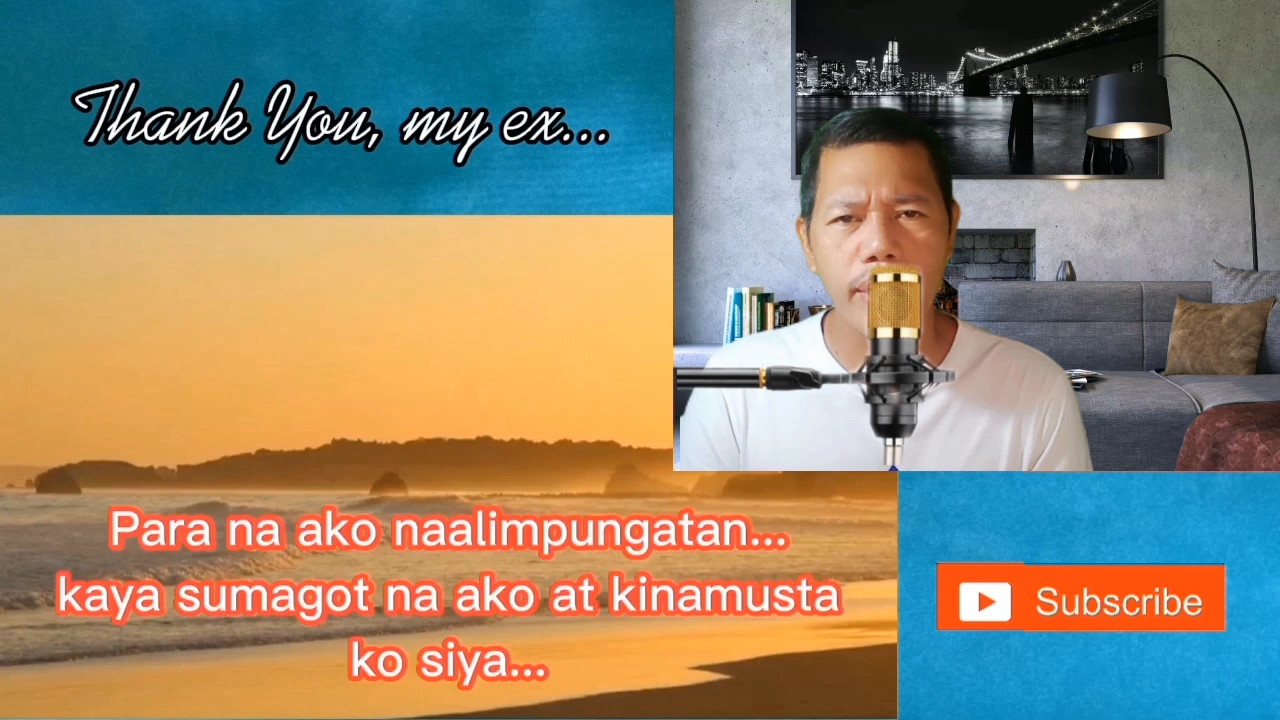 Thank You, my ex...
Para na ako naalimpungatan...
kaya sumagot na ako at kinamusta
ko siya...
Subscribe